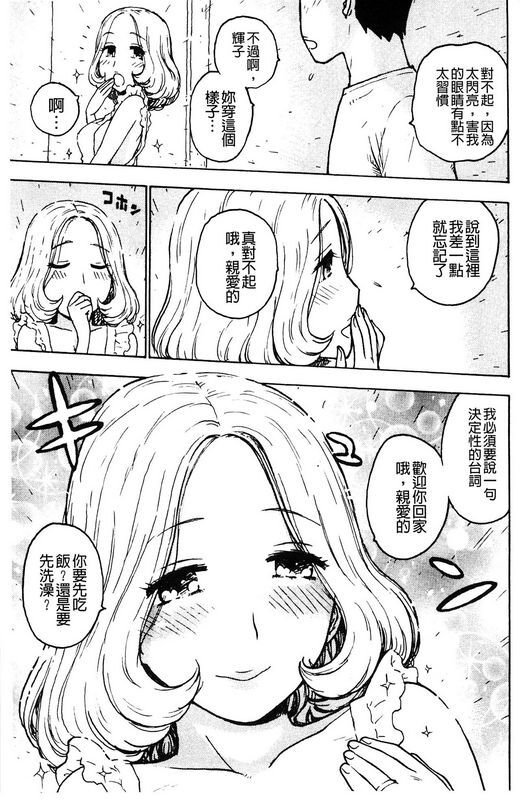 對不起，因為
太閃亮，害我
的眼睛有點不
太習慣
不過啊，
輝子
妳穿這個
樣子…
啊
…
說到這裡
我差一點
就忘記了
真對不起
哦，親愛的
コホン
我必須要說一句
決定性的台詞
歡迎你回家
哦，親愛的
你要先吃
飯？還是要
先洗澡？